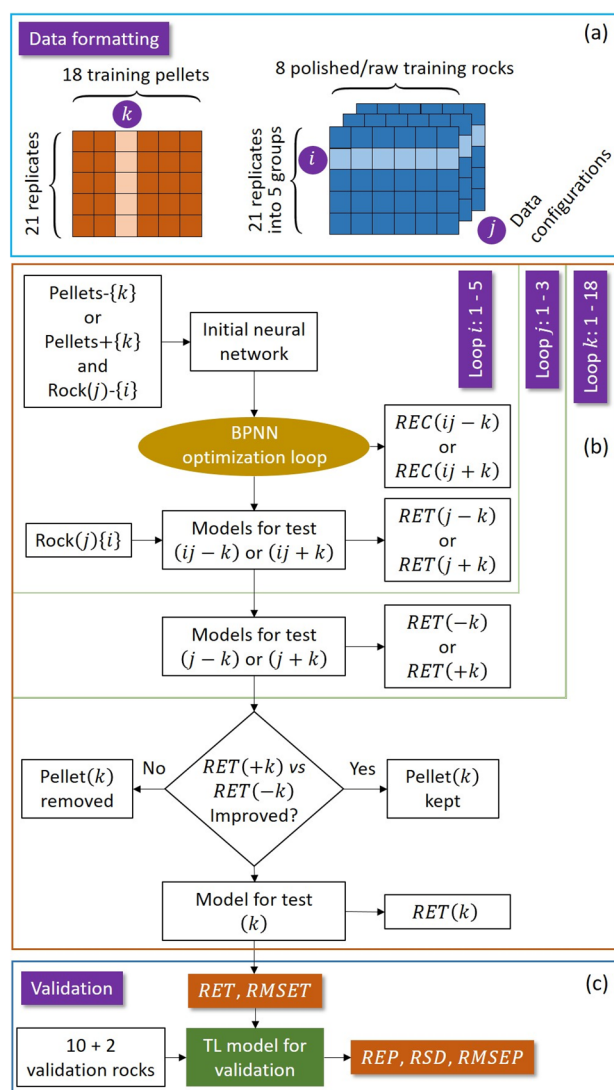 Data formatting
(a)
18 training pellets
k
21 replicates
8 polished/raw training rocks
i
21 replicates
into 5 groups
j
Data
configurations
Pellets-{k}
or
Pellets+{k}
and
Rock(j)-{i}
Initial neural
network
Loop i: 1 - 5
Loop j: 1 - 3
Loop k: 1 - 18
(b)
BPNN
optimization loop
REC(ij − k)
or
REC(ij + k)
Rock(j){i}
Models for test
(ij − k) or (ij + k)
RET(j − k)
or
RET(j + k)
Models for test
(j − k) or (j + k)
RET(−k)
or
RET(+k)
RET(+k) vs
RET(−k)
Improved?
No
Pellet(k)
removed
Yes
Pellet(k)
kept
Model for test
(k)
RET(k)
Validation
(c)
RET, RMSET
10 + 2
validation rocks
TL model for
validation
REP, RSD, RMSEP